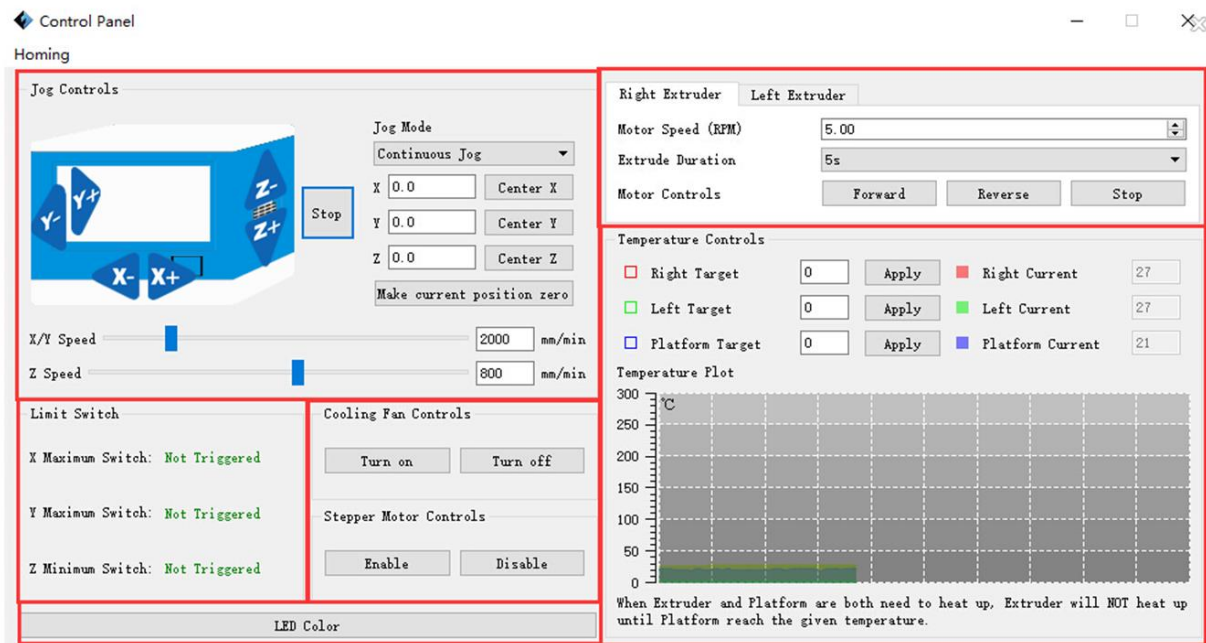 Control Panel
Homing
Jog Controls
Y-
Y+
Z-
Z+
X-
X+
Stop
Jog Mode
Continuous Jog
X 0.0 Center X
Y 0.0 Center Y
Z 0.0 Center Z
Make current position zero
X/Y Speed 2000 mm/min
Z Speed 800 mm/min
Right Extruder Left Extruder
Motor Speed (RPM) 5.00
Extrude Duration 5s
Motor Controls Forward Reverse Stop
Limit Switch
X Maximum Switch: Not Triggered
Y Maximum Switch: Not Triggered
Z Minimum Switch: Not Triggered
Cooling Fan Controls
Turn on Turn off
Stepper Motor Controls
Enable Disable
LED Color
Temperature Controls
Right Target 0 Apply Right Current 27
Left Target 0 Apply Left Current 27
Platform Target 0 Apply Platform Current 21
Temperature Plot
300 °C
250
200
150
100
50
0
When Extruder and Platform are both need to heat up, Extruder will NOT heat up
until Platform reach the given temperature.